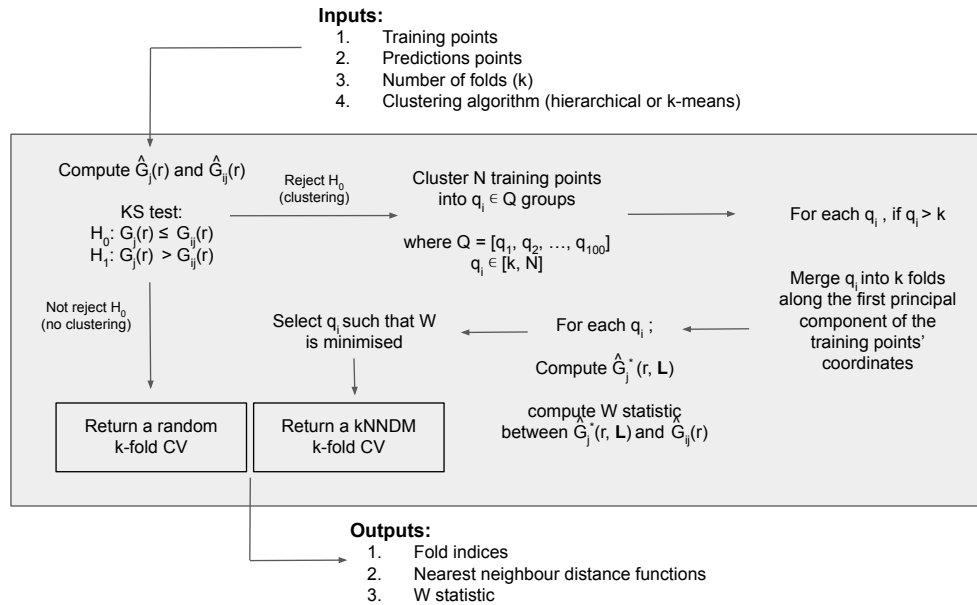 Inputs:
1. Training points
2. Predictions points
3. Number of folds (k)
4. Clustering algorithm (hierarchical or k-means)
Compute Ĝj(r) and Ĝij(r)
KS test:
H0: Gj(r) ≤ Gij(r)
H1: Gj(r) > Gij(r)
Reject H0
(clustering)
Cluster N training points
into qi ∈ Q groups
where Q = [q1, q2, …, q100]
qi ∈ [k, N]
For each qi , if qi > k
Merge qi into k folds
along the first principal
component of the
training points’
coordinates
For each qi ;
Compute Ĝj*(r, L)
compute W statistic
between Ĝj*(r, L) and Ĝij(r)
Select qi such that W
is minimised
Not reject H0
(no clustering)
Return a random
k-fold CV
Return a kNNDM
k-fold CV
Outputs:
1. Fold indices
2. Nearest neighbour distance functions
3. W statistic